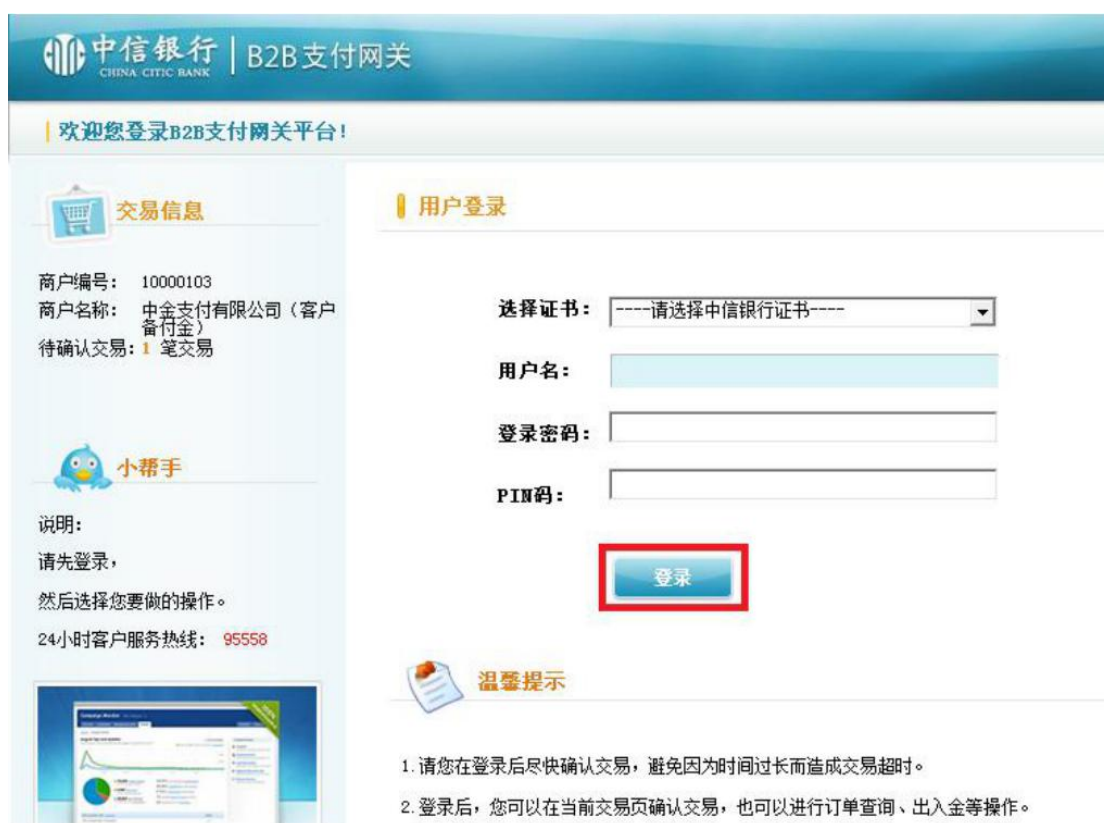 中信银行
CHINA CITIC BANK
B2B支付网关
欢迎您登录B2B支付网关平台!
交易信息
商户编号: 10000103
商户名称: 中金支付有限公司(客户
备付金)
待确认交易:1 笔交易
小帮手
说明:
请先登录,
然后选择您要做的操作。
24小时客户服务热线: 95558
用户登录
选择证书: ----请选择中信银行证书----
用户名:
登录密码:
PIN码:
登录
温馨提示
1.请您在登录后尽快确认交易,避免因为时间过长而造成交易超时。
2.登录后,您可以在当前交易页确认交易,也可以进行订单查询、出入金等操作。